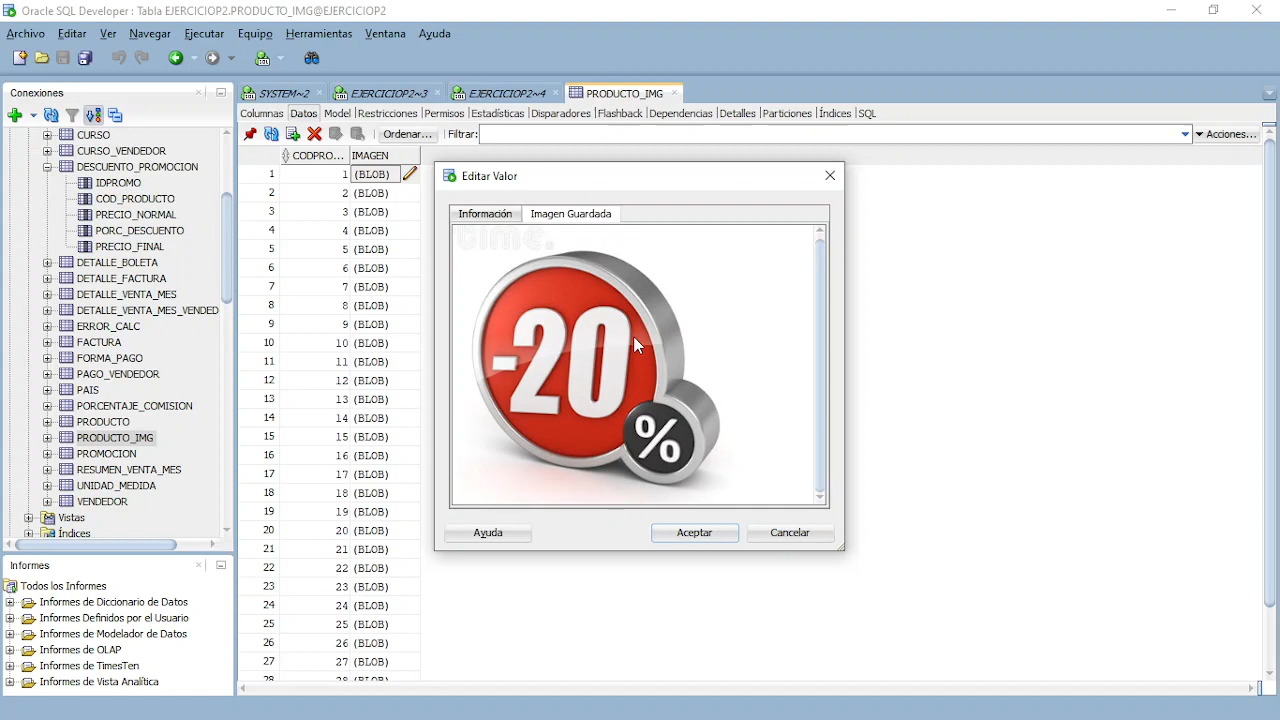 Oracle SQL Developer : Tabla EJERCICIOP2.PRODUCTO_IMG@EJERCICIOP2
Archivo Editar Ver Navegar Ejecutar Equipo Herramientas Ventana Ayuda
Conexiones
CURSO
CURSO_VENDEDOR
DESCUENTO_PROMOCION
IDPROMO
COD_PRODUCTO
PRECIO_NORMAL
PORC_DESCUENTO
PRECIO_FINAL
DETALLE_BOLETA
DETALLE_FACTURA
DETALLE_VENTA_MES
DETALLE_VENTA_MES_VENDED
ERROR_CALC
FACTURA
FORMA_PAGO
PAGO_VENDEDOR
PAIS
PORCENTAJE_COMISION
PRODUCTO
PRODUCTO_IMG
PROMOCION
RESUMEN_VENTA_MES
UNIDAD_MEDIDA
VENDEDOR
Vistas
Índices
Informes
Todos los Informes
Informes de Diccionario de Datos
Informes Definidos por el Usuario
Informes de Modelador de Datos
Informes de OLAP
Informes de TimesTen
Informes de Vista Analítica
SYSTEM~2 EJERCICIOP2~3 EJERCICIOP2~4 PRODUCTO_IMG
Columnas Datos Model Restricciones Permisos Estadísticas Disparadores Flashback Dependencias Detalles Particiones Índices SQL
Ordenar... Filtrar: Acciones...
CODPRO... IMAGEN
1 1 (BLOB)
2 2 (BLOB)
3 3 (BLOB)
4 4 (BLOB)
5 5 (BLOB)
6 6 (BLOB)
7 7 (BLOB)
8 8 (BLOB)
9 9 (BLOB)
10 10 (BLOB)
11 11 (BLOB)
12 12 (BLOB)
13 13 (BLOB)
14 14 (BLOB)
15 15 (BLOB)
16 16 (BLOB)
17 17 (BLOB)
18 18 (BLOB)
19 19 (BLOB)
20 20 (BLOB)
21 21 (BLOB)
22 22 (BLOB)
23 23 (BLOB)
24 24 (BLOB)
25 25 (BLOB)
26 26 (BLOB)
27 27 (BLOB)
28 28 (BLOB)
Editar Valor
Información Imagen Guardada
time.
-20
%
Ayuda Aceptar Cancelar